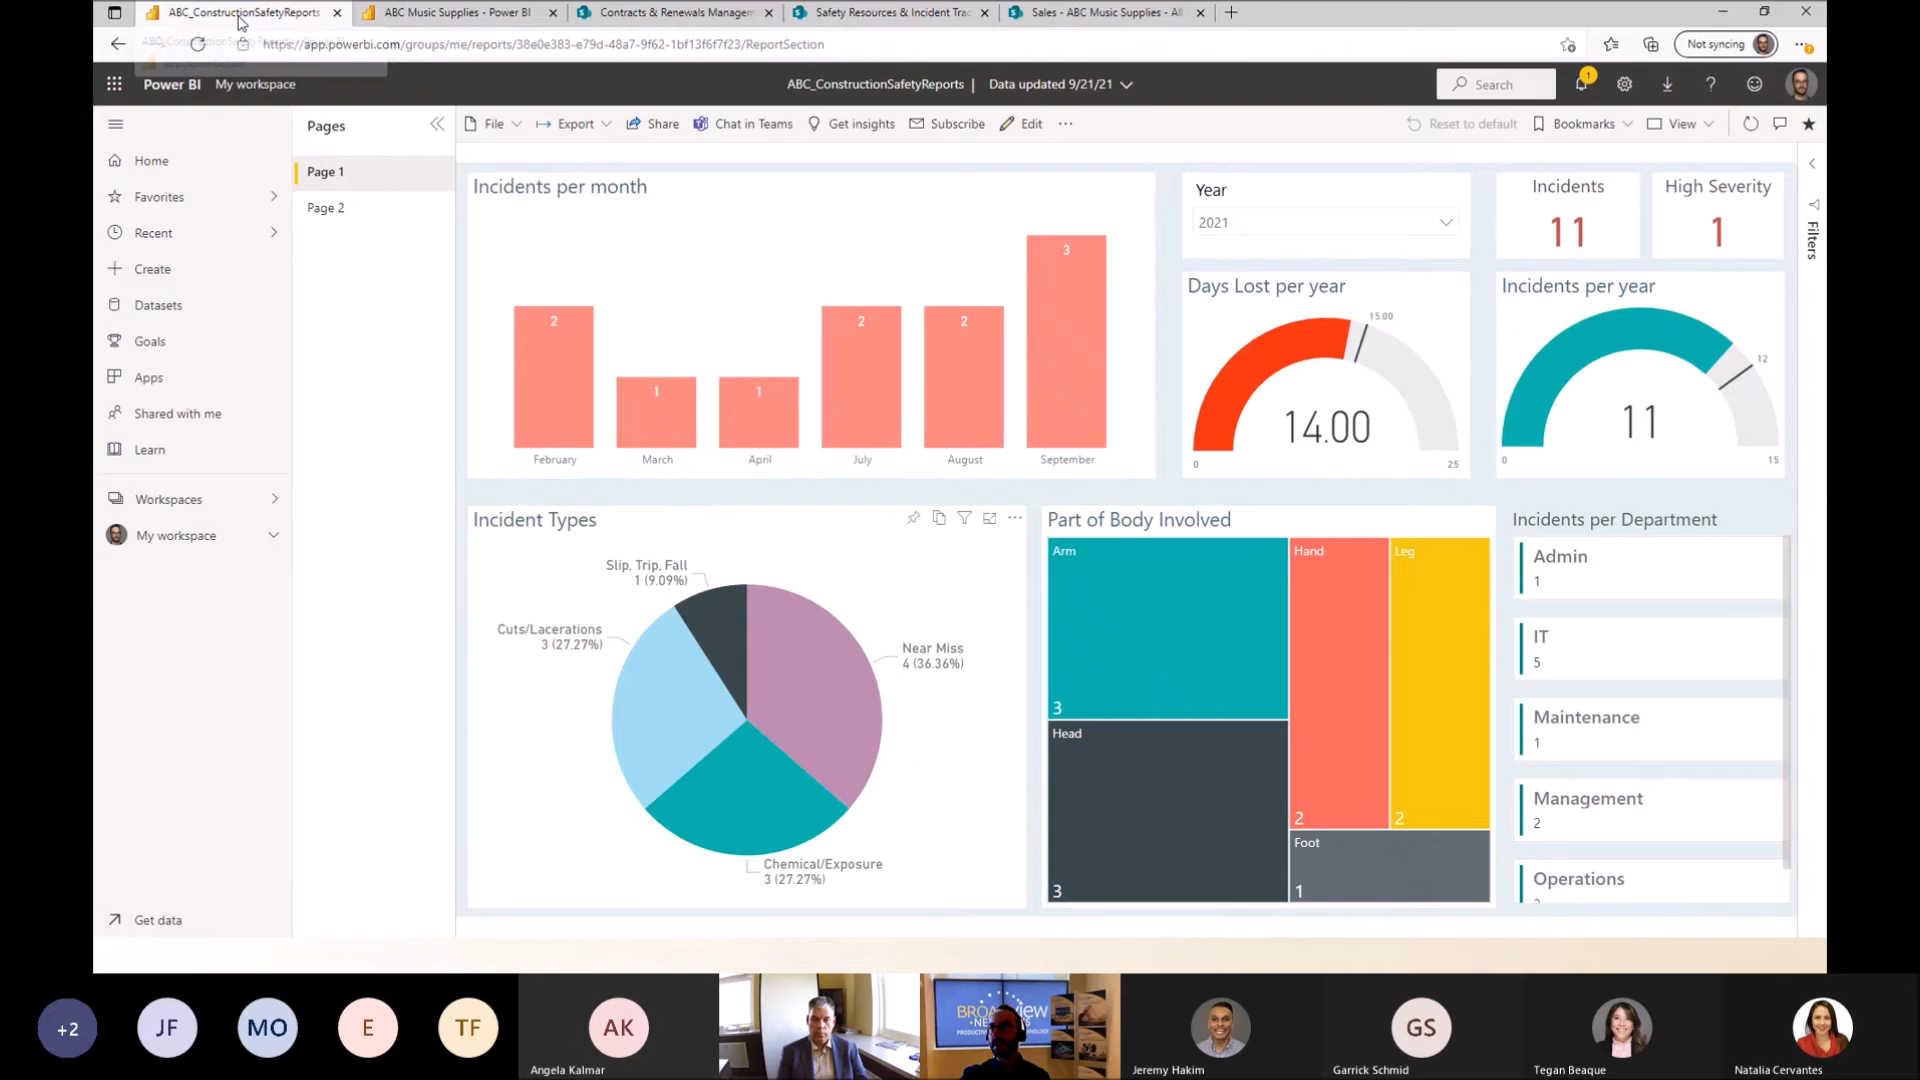 ABC_ConstructionSafetyReports
ABC Music Supplies - Power BI
Contracts & Renewals Managem
Safety Resources & Incident Trac
Sales - ABC Music Supplies - All
https://app.powerbi.com/groups/me/reports/38e0e383-e79d-48a7-9f62-1bf13f6f7f23/ReportSection
Not syncing
Power BI My workspace
ABC_ConstructionSafetyReports | Data updated 9/21/21
Search
1
Pages
File
Export
Share
Chat in Teams
Get insights
Subscribe
Edit
Reset to default
Bookmarks
View
Home
Favorites
Recent
Create
Datasets
Goals
Apps
Shared with me
Learn
Workspaces
My workspace
Get data
Page 1
Page 2
Incidents per month
2
1
1
2
2
3
February
March
April
July
August
September
Year
2021
Incidents
11
High Severity
1
Filters
Days Lost per year
15.00
14.00
0
25
Incidents per year
12
11
0
15
Incident Types
Slip, Trip, Fall
1 (9.09%)
Cuts/Lacerations
3 (27.27%)
Near Miss
4 (36.36%)
Chemical/Exposure
3 (27.27%)
Part of Body Involved
Arm
3
Head
3
Hand
2
Leg
2
Foot
1
Incidents per Department
Admin
1
IT
5
Maintenance
1
Management
2
Operations
+2
JF
MO
E
TF
AK
Angela Kalmar
Jeremy Hakim
GS
Garrick Schmid
Tegan Beaque
Natalia Cervantes